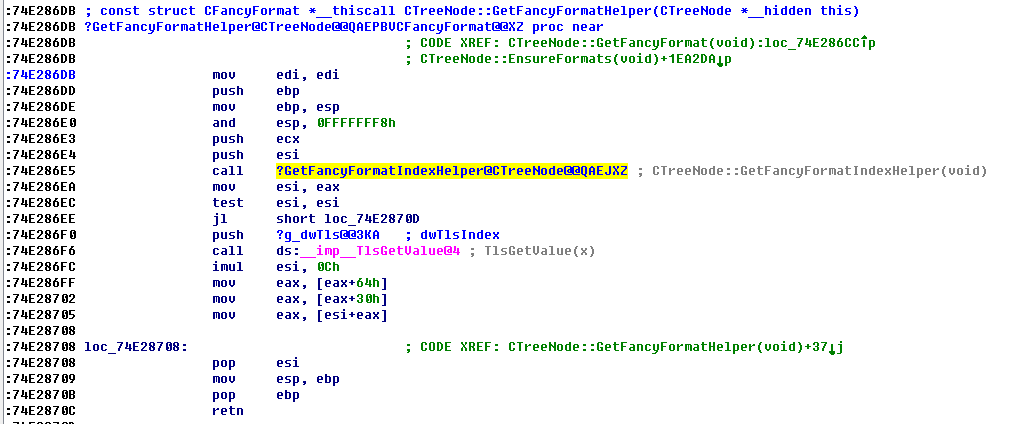 :74E286DB ; const struct CFancyFormat *__thiscall CTreeNode::GetFancyFormatHelper(CTreeNode *__hidden this)
:74E286DB ?GetFancyFormatHelper@CTreeNode@@QAEPBVCFancyFormat@@XZ proc near
:74E286DB ; CODE XREF: CTreeNode::GetFancyFormat(void):loc_74E286CC↑p
:74E286DB ; CTreeNode::EnsureFormats(void)+1EA2DA↓p
:74E286DB mov edi, edi
:74E286DD push ebp
:74E286DE mov ebp, esp
:74E286E0 and esp, 0FFFFFFF8h
:74E286E3 push ecx
:74E286E4 push esi
:74E286E5 call ?GetFancyFormatIndexHelper@CTreeNode@@QAEJXZ ; CTreeNode::GetFancyFormatIndexHelper(void)
:74E286EA mov esi, eax
:74E286EC test esi, esi
:74E286EE jl short loc_74E2870D
:74E286F0 push ?g_dwTls@@3KA ; dwTlsIndex
:74E286F6 call ds:__imp__TlsGetValue@4 ; TlsGetValue(x)
:74E286FC imul esi, 0Ch
:74E286FF mov eax, [eax+64h]
:74E28702 mov eax, [eax+30h]
:74E28705 mov eax, [esi+eax]
:74E28708
:74E28708 loc_74E28708: ; CODE XREF: CTreeNode::GetFancyFormatHelper(void)+37↓j
:74E28708 pop esi
:74E28709 mov esp, ebp
:74E2870B pop ebp
:74E2870C retn